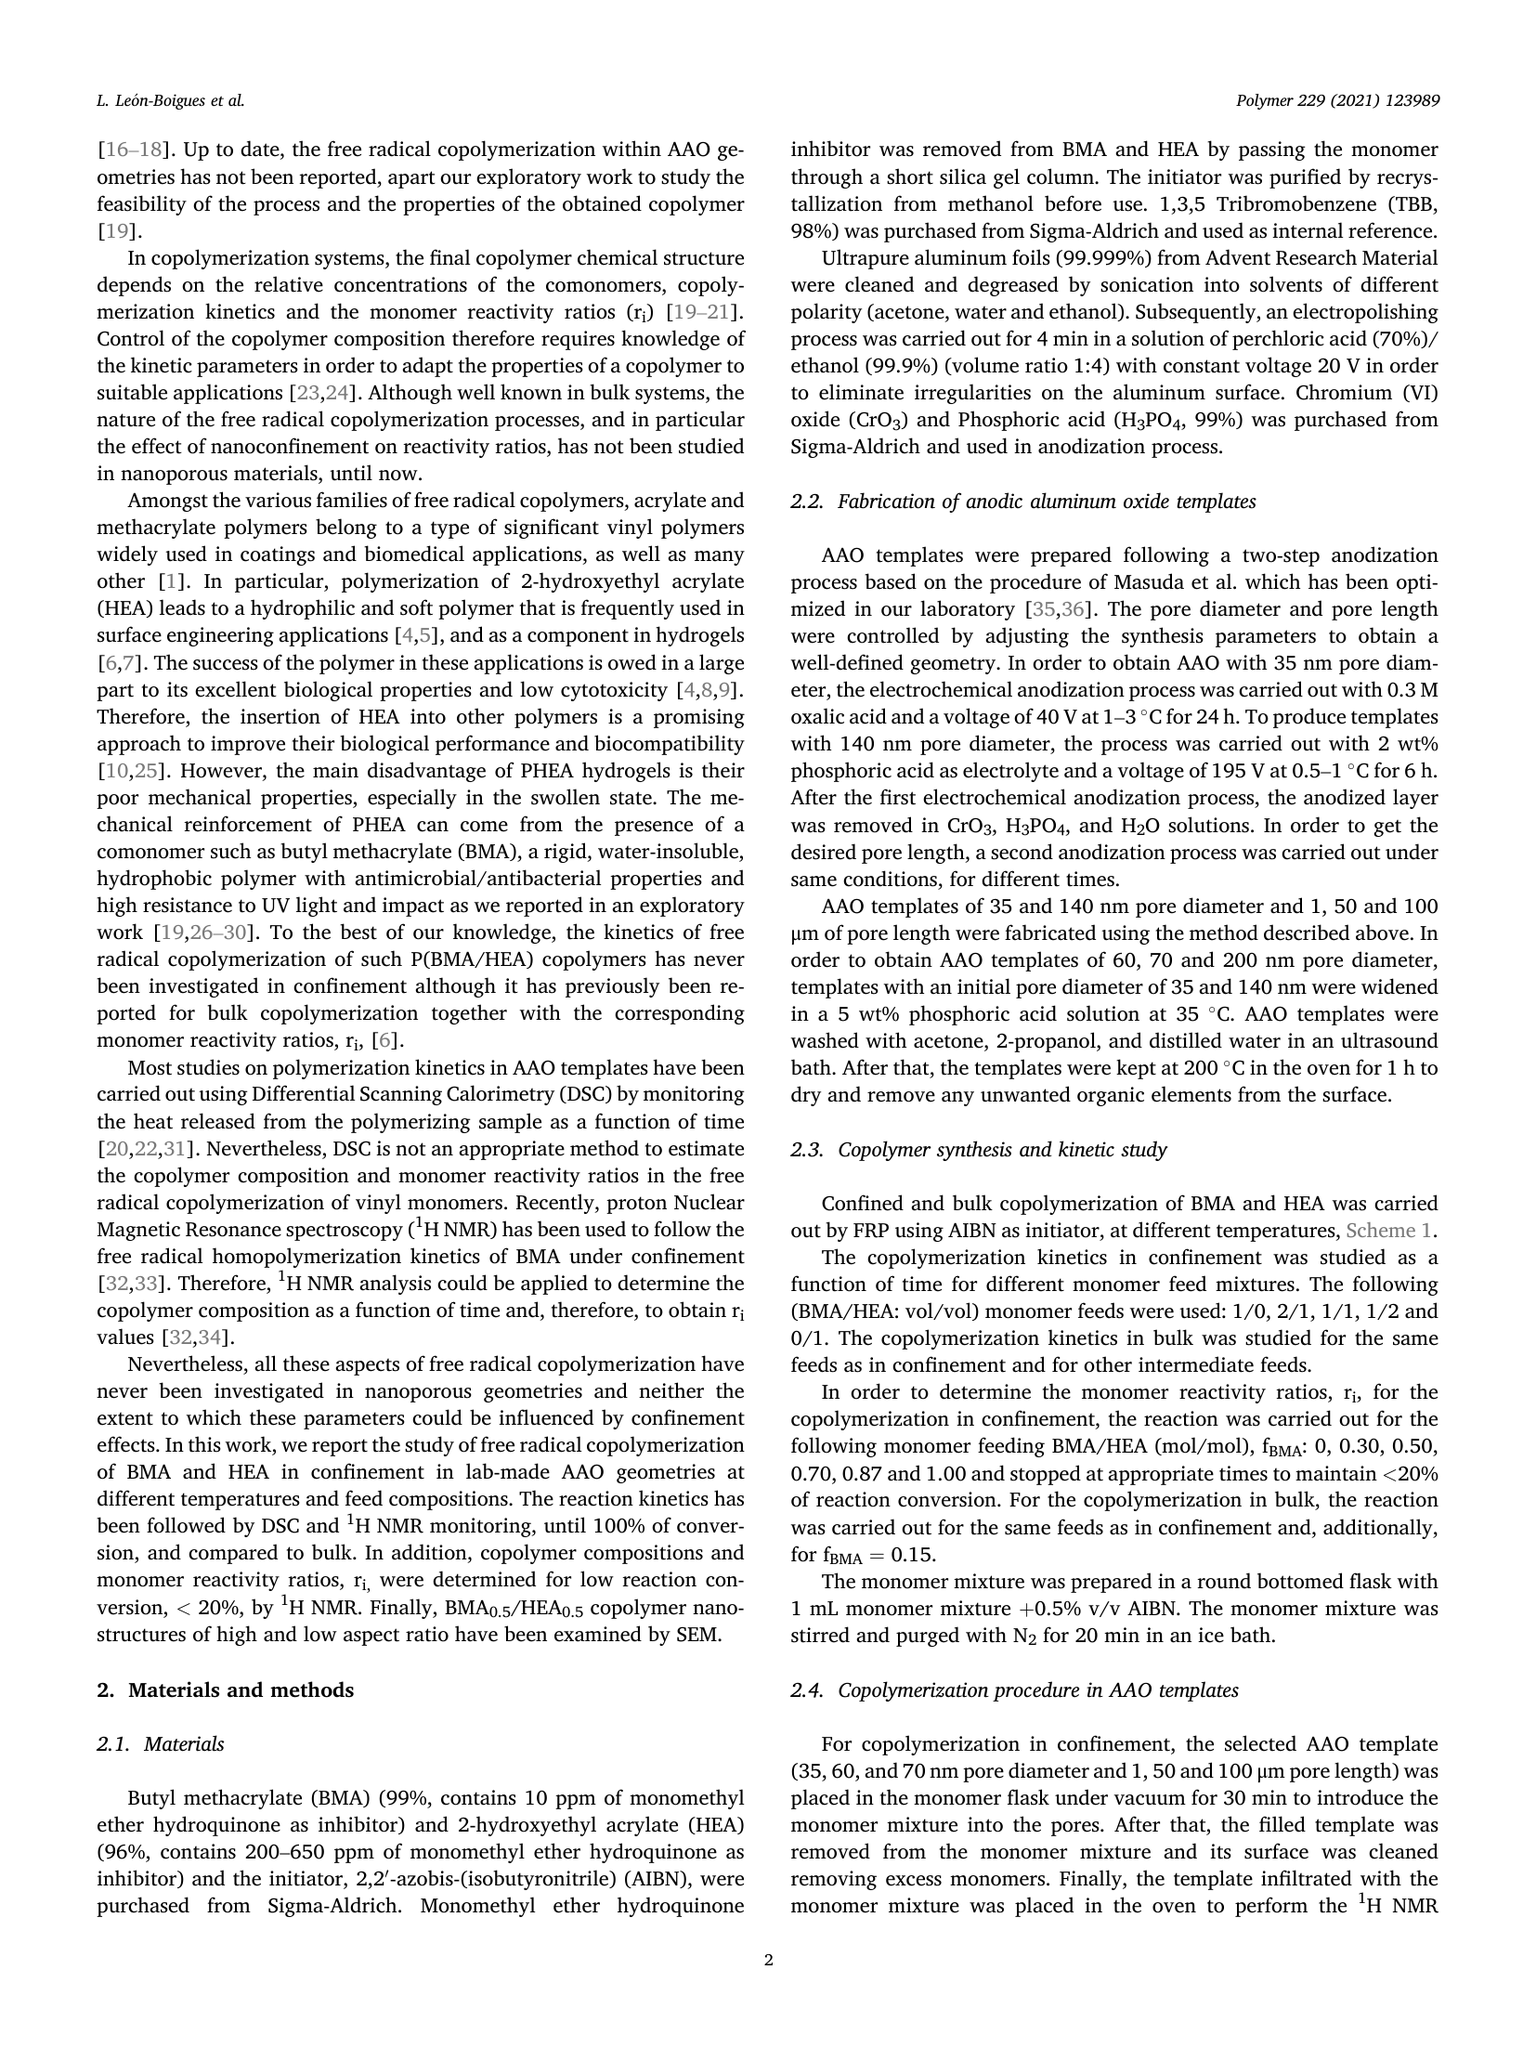 L. León-Boigues et al.
Polymer 229 (2021) 123989
[16–18]. Up to date, the free radical copolymerization within AAO ge-
ometries has not been reported, apart our exploratory work to study the
feasibility of the process and the properties of the obtained copolymer
[19].
In copolymerization systems, the final copolymer chemical structure
depends on the relative concentrations of the comonomers, copoly-
merization kinetics and the monomer reactivity ratios (ri) [19–21].
Control of the copolymer composition therefore requires knowledge of
the kinetic parameters in order to adapt the properties of a copolymer to
suitable applications [23,24]. Although well known in bulk systems, the
nature of the free radical copolymerization processes, and in particular
the effect of nanoconfinement on reactivity ratios, has not been studied
in nanoporous materials, until now.
Amongst the various families of free radical copolymers, acrylate and
methacrylate polymers belong to a type of significant vinyl polymers
widely used in coatings and biomedical applications, as well as many
other [1]. In particular, polymerization of 2-hydroxyethyl acrylate
(HEA) leads to a hydrophilic and soft polymer that is frequently used in
surface engineering applications [4,5], and as a component in hydrogels
[6,7]. The success of the polymer in these applications is owed in a large
part to its excellent biological properties and low cytotoxicity [4,8,9].
Therefore, the insertion of HEA into other polymers is a promising
approach to improve their biological performance and biocompatibility
[10,25]. However, the main disadvantage of PHEA hydrogels is their
poor mechanical properties, especially in the swollen state. The me-
chanical reinforcement of PHEA can come from the presence of a
comonomer such as butyl methacrylate (BMA), a rigid, water-insoluble,
hydrophobic polymer with antimicrobial/antibacterial properties and
high resistance to UV light and impact as we reported in an exploratory
work [19,26–30]. To the best of our knowledge, the kinetics of free
radical copolymerization of such P(BMA/HEA) copolymers has never
been investigated in confinement although it has previously been re-
ported for bulk copolymerization together with the corresponding
monomer reactivity ratios, ri, [6].
Most studies on polymerization kinetics in AAO templates have been
carried out using Differential Scanning Calorimetry (DSC) by monitoring
the heat released from the polymerizing sample as a function of time
[20,22,31]. Nevertheless, DSC is not an appropriate method to estimate
the copolymer composition and monomer reactivity ratios in the free
radical copolymerization of vinyl monomers. Recently, proton Nuclear
Magnetic Resonance spectroscopy (1H NMR) has been used to follow the
free radical homopolymerization kinetics of BMA under confinement
[32,33]. Therefore, 1H NMR analysis could be applied to determine the
copolymer composition as a function of time and, therefore, to obtain ri
values [32,34].
Nevertheless, all these aspects of free radical copolymerization have
never been investigated in nanoporous geometries and neither the
extent to which these parameters could be influenced by confinement
effects. In this work, we report the study of free radical copolymerization
of BMA and HEA in confinement in lab-made AAO geometries at
different temperatures and feed compositions. The reaction kinetics has
been followed by DSC and 1H NMR monitoring, until 100% of conver-
sion, and compared to bulk. In addition, copolymer compositions and
monomer reactivity ratios, ri, were determined for low reaction con-
version, < 20%, by 1H NMR. Finally, BMA0.5/HEA0.5 copolymer nano-
structures of high and low aspect ratio have been examined by SEM.
2. Materials and methods
2.1. Materials
Butyl methacrylate (BMA) (99%, contains 10 ppm of monomethyl
ether hydroquinone as inhibitor) and 2-hydroxyethyl acrylate (HEA)
(96%, contains 200–650 ppm of monomethyl ether hydroquinone as
inhibitor) and the initiator, 2,2′-azobis-(isobutyronitrile) (AIBN), were
purchased from Sigma-Aldrich. Monomethyl ether hydroquinone
inhibitor was removed from BMA and HEA by passing the monomer
through a short silica gel column. The initiator was purified by recrys-
tallization from methanol before use. 1,3,5 Tribromobenzene (TBB,
98%) was purchased from Sigma-Aldrich and used as internal reference.
Ultrapure aluminum foils (99.999%) from Advent Research Material
were cleaned and degreased by sonication into solvents of different
polarity (acetone, water and ethanol). Subsequently, an electropolishing
process was carried out for 4 min in a solution of perchloric acid (70%)/
ethanol (99.9%) (volume ratio 1:4) with constant voltage 20 V in order
to eliminate irregularities on the aluminum surface. Chromium (VI)
oxide (CrO3) and Phosphoric acid (H3PO4, 99%) was purchased from
Sigma-Aldrich and used in anodization process.
2.2. Fabrication of anodic aluminum oxide templates
AAO templates were prepared following a two-step anodization
process based on the procedure of Masuda et al. which has been opti-
mized in our laboratory [35,36]. The pore diameter and pore length
were controlled by adjusting the synthesis parameters to obtain a
well-defined geometry. In order to obtain AAO with 35 nm pore diam-
eter, the electrochemical anodization process was carried out with 0.3 M
oxalic acid and a voltage of 40 V at 1–3 °C for 24 h. To produce templates
with 140 nm pore diameter, the process was carried out with 2 wt%
phosphoric acid as electrolyte and a voltage of 195 V at 0.5–1 °C for 6 h.
After the first electrochemical anodization process, the anodized layer
was removed in CrO3, H3PO4, and H2O solutions. In order to get the
desired pore length, a second anodization process was carried out under
same conditions, for different times.
AAO templates of 35 and 140 nm pore diameter and 1, 50 and 100
μm of pore length were fabricated using the method described above. In
order to obtain AAO templates of 60, 70 and 200 nm pore diameter,
templates with an initial pore diameter of 35 and 140 nm were widened
in a 5 wt% phosphoric acid solution at 35 °C. AAO templates were
washed with acetone, 2-propanol, and distilled water in an ultrasound
bath. After that, the templates were kept at 200 °C in the oven for 1 h to
dry and remove any unwanted organic elements from the surface.
2.3. Copolymer synthesis and kinetic study
Confined and bulk copolymerization of BMA and HEA was carried
out by FRP using AIBN as initiator, at different temperatures, Scheme 1.
The copolymerization kinetics in confinement was studied as a
function of time for different monomer feed mixtures. The following
(BMA/HEA: vol/vol) monomer feeds were used: 1/0, 2/1, 1/1, 1/2 and
0/1. The copolymerization kinetics in bulk was studied for the same
feeds as in confinement and for other intermediate feeds.
In order to determine the monomer reactivity ratios, ri, for the
copolymerization in confinement, the reaction was carried out for the
following monomer feeding BMA/HEA (mol/mol), fBMA: 0, 0.30, 0.50,
0.70, 0.87 and 1.00 and stopped at appropriate times to maintain <20%
of reaction conversion. For the copolymerization in bulk, the reaction
was carried out for the same feeds as in confinement and, additionally,
for fBMA = 0.15.
The monomer mixture was prepared in a round bottomed flask with
1 mL monomer mixture +0.5% v/v AIBN. The monomer mixture was
stirred and purged with N2 for 20 min in an ice bath.
2.4. Copolymerization procedure in AAO templates
For copolymerization in confinement, the selected AAO template
(35, 60, and 70 nm pore diameter and 1, 50 and 100 μm pore length) was
placed in the monomer flask under vacuum for 30 min to introduce the
monomer mixture into the pores. After that, the filled template was
removed from the monomer mixture and its surface was cleaned
removing excess monomers. Finally, the template infiltrated with the
monomer mixture was placed in the oven to perform the 1H NMR
2